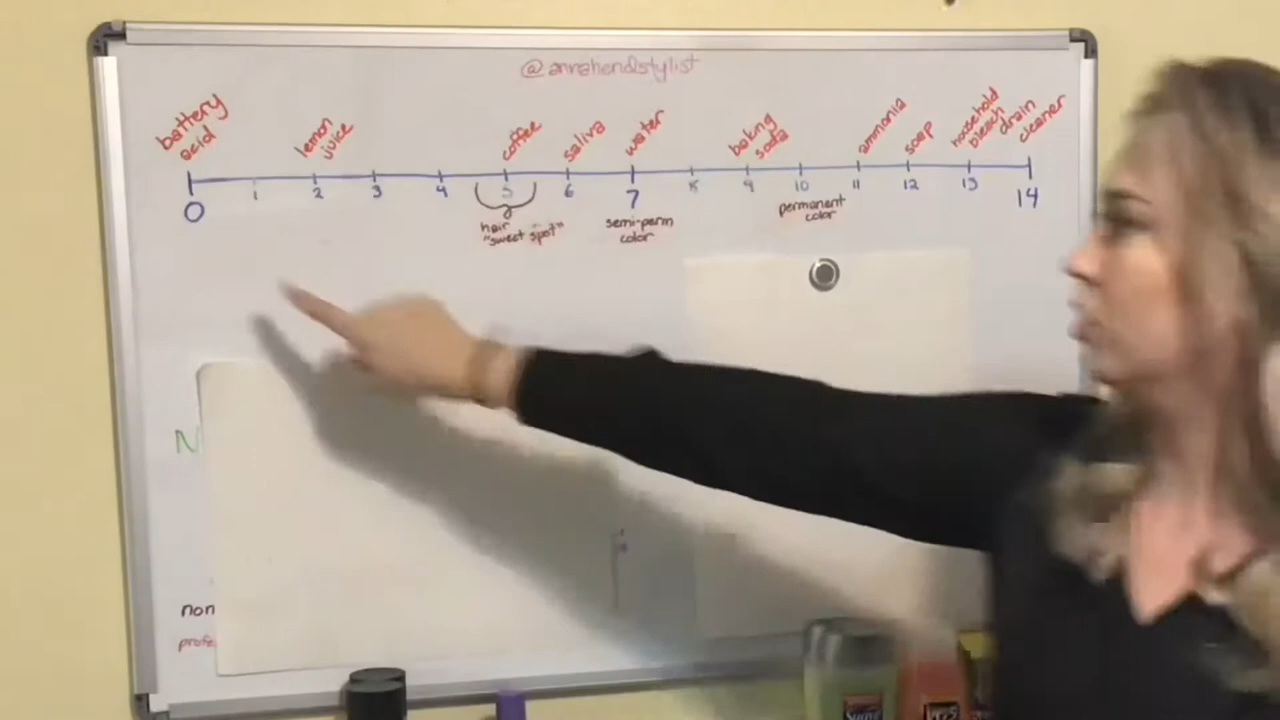 @annahendstylist
battery
acid
lemon
juice
coffee
saliva
water
baking
soda
ammonia
soap
household
bleach
drain
cleaner
0 1 2 3 4 5 6 7 8 9 10 11 12 13 14
hair
"sweet spot"
semi-perm
color
permanent
color
N
non
profe
Suave